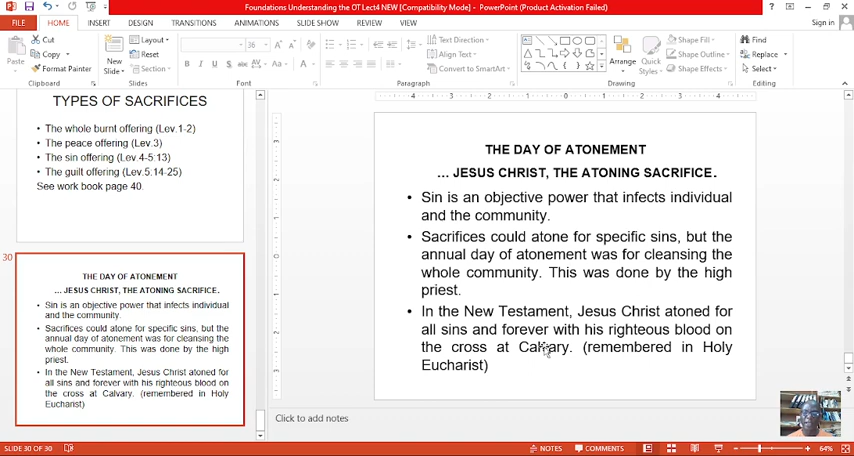 Foundations Understanding the OT Lect4 NEW [Compatibility Mode] - PowerPoint (Product Activation Failed)
FILE HOME INSERT DESIGN TRANSITIONS ANIMATIONS SLIDE SHOW REVIEW VIEW Sign in
Paste
Cut
Copy
Format Painter
Clipboard
New Slide
Layout
Reset
Section
Slides
36
Font
Text Direction
Align Text
Convert to SmartArt
Paragraph
Arrange
Quick Styles
Shape Fill
Shape Outline
Shape Effects
Drawing
Find
Replace
Select
Editing
TYPES OF SACRIFICES
• The whole burnt offering (Lev.1-2)
• The peace offering (Lev.3)
• The sin offering (Lev.4-5:13)
• The guilt offering (Lev.5:14-25)
See work book page 40.
30
THE DAY OF ATONEMENT
... JESUS CHRIST, THE ATONING SACRIFICE.
• Sin is an objective power that infects individual
and the community.
• Sacrifices could atone for specific sins, but the
annual day of atonement was for cleansing the
whole community. This was done by the high
priest.
• In the New Testament, Jesus Christ atoned for
all sins and forever with his righteous blood on
the cross at Calvary. (remembered in Holy
Eucharist)
THE DAY OF ATONEMENT
... JESUS CHRIST, THE ATONING SACRIFICE.
• Sin is an objective power that infects individual
and the community.
• Sacrifices could atone for specific sins, but the
annual day of atonement was for cleansing the
whole community. This was done by the high
priest.
• In the New Testament, Jesus Christ atoned for
all sins and forever with his righteous blood on
the cross at Calvary. (remembered in Holy
Eucharist)
Click to add notes
SLIDE 30 OF 30 NOTES COMMENTS 64%